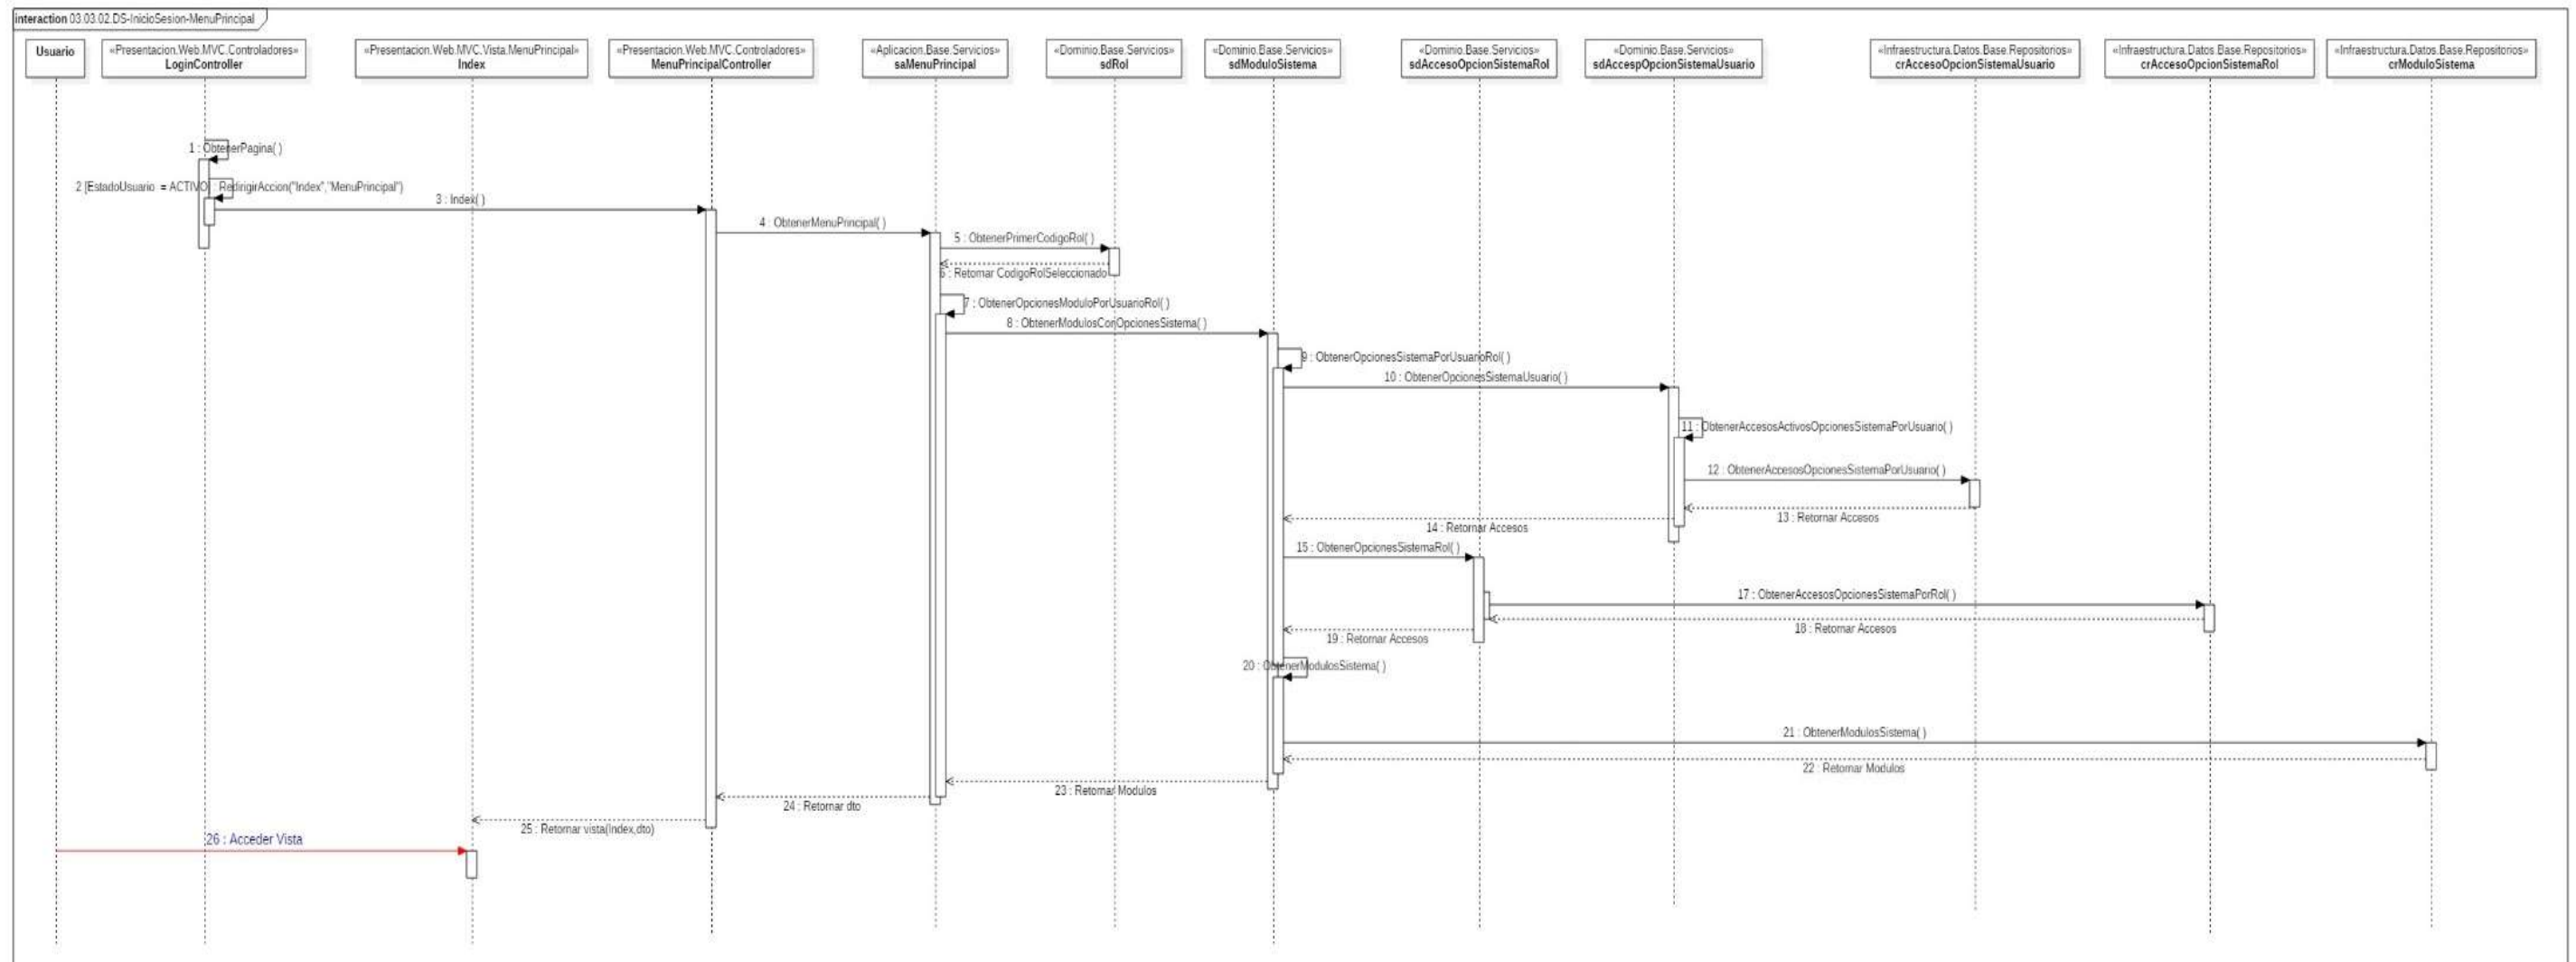 interaction 03.03.02.DS-InicioSesion-MenuPrincipal
Usuario
«Presentacion.Web.MVC.Controladores»
LoginController
«Presentacion.Web.MVC.Vista.MenuPrincipal»
Index
«Presentacion.Web.MVC.Controladores»
MenuPrincipalController
«Aplicacion.Base.Servicios»
saMenuPrincipal
«Dominio.Base.Servicios»
sdRol
«Dominio.Base.Servicios»
sdModuloSistema
«Dominio.Base.Servicios»
sdAccesoOpcionSistemaRol
«Dominio.Base.Servicios»
sdAccespOpcionSistemaUsuario
«Infraestructura.Datos.Base.Repositorios»
crAccesoOpcionSistemaUsuario
«Infraestructura.Datos.Base.Repositorios»
crAccesoOpcionSistemaRol
«Infraestructura.Datos.Base.Repositorios»
crModuloSistema
1 : ObtenerPagina( )
2 [EstadoUsuario = ACTIVO] : RedirigirAccion("Index","MenuPrincipal")
3 : Index( )
4 : ObtenerMenuPrincipal( )
5 : ObtenerPrimerCodigoRol( )
6 : Retornar CodigoRolSeleccionado
7 : ObtenerOpcionesModuloPorUsuarioRol( )
8 : ObtenerModulosConOpcionesSistema( )
9 : ObtenerOpcionesSistemaPorUsuarioRol( )
10 : ObtenerOpcionesSistemaUsuario( )
11 : ObtenerAccesosActivosOpcionesSistemaPorUsuario( )
12 : ObtenerAccesosOpcionesSistemaPorUsuario( )
13 : Retornar Accesos
14 : Retornar Accesos
15 : ObtenerOpcionesSistemaRol( )
17 : ObtenerAccesosOpcionesSistemaPorRol( )
18 : Retornar Accesos
19 : Retornar Accesos
20 : ObtenerModulosSistema( )
21 : ObtenerModulosSistema( )
22 : Retornar Modulos
23 : Retornar Modulos
24 : Retornar dto
25 : Retornar vista(Index,dto)
26 : Acceder Vista